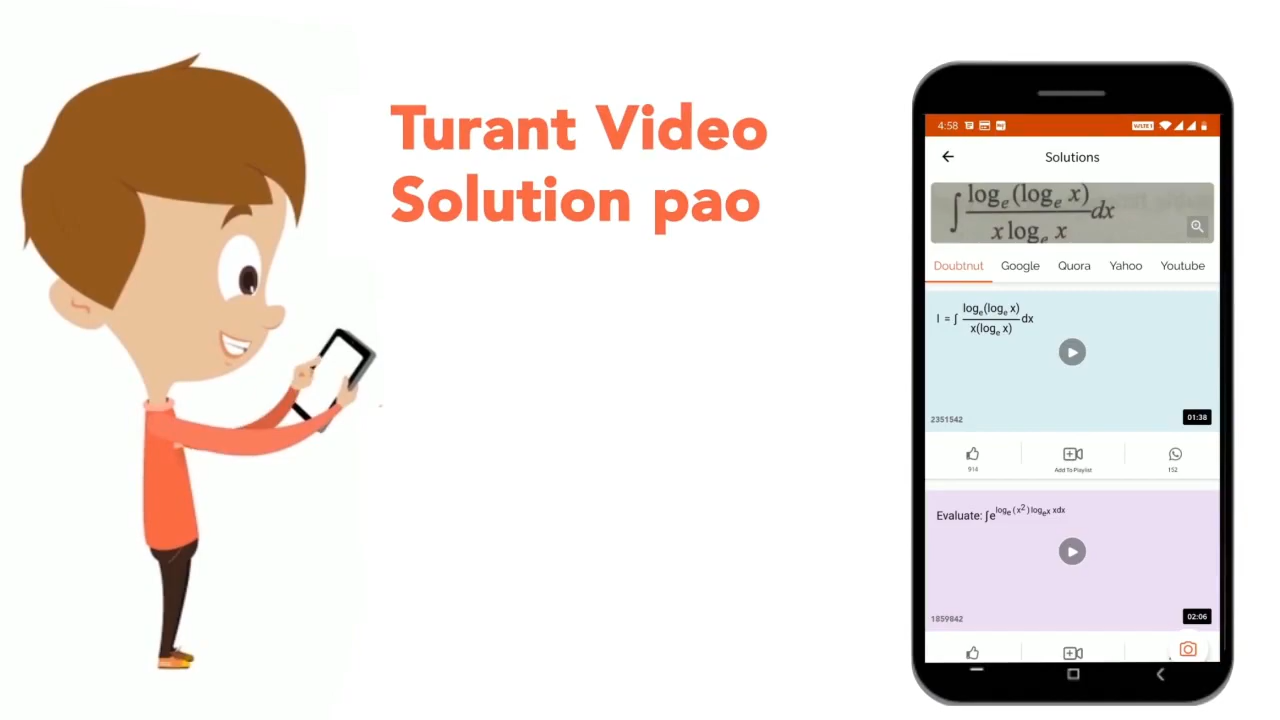 Turant Video
Solution pao
4:58
VoLTE1
Solutions
∫ logₑ(logₑ x) / x logₑ x dx
Doubtnut Google Quora Yahoo Youtube
I = ∫ logₑ(logₑ x) / x(logₑ x) dx
2351542 01:38
914 Add To Playlist 152
Evaluate: ∫e^logₑ(x²)logₑx xdx
1859842 02:06